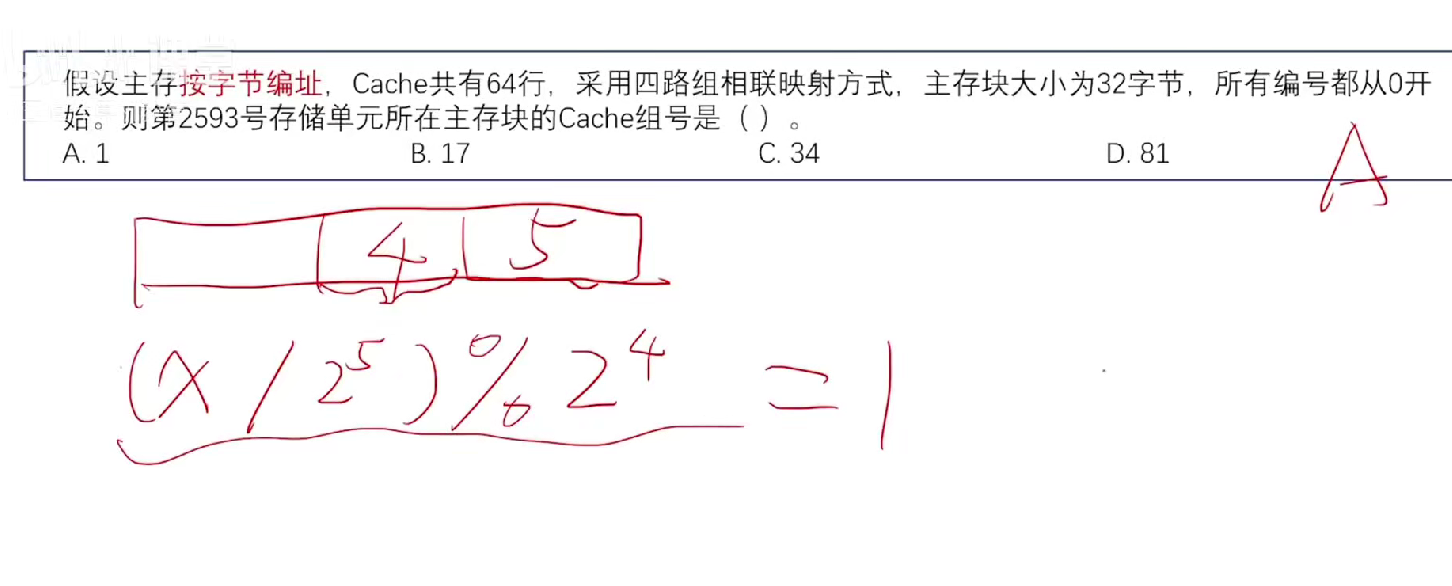 假设主存按字节编址，Cache共有64行，采用四路组相联映射方式，主存块大小为32字节，所有编号都从0开
始。则第2593号存储单元所在主存块的Cache组号是（ ）。
A. 1 B. 17 C. 34 D. 81
A
4 5
(x / 2^5) % 2^4 = 1